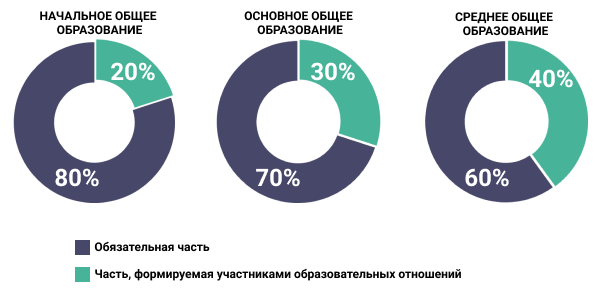 НАЧАЛЬНОЕ ОБЩЕЕ
ОБРАЗОВАНИЕ
20%
80%
ОСНОВНОЕ ОБЩЕЕ
ОБРАЗОВАНИЕ
30%
70%
СРЕДНЕЕ ОБЩЕЕ
ОБРАЗОВАНИЕ
40%
60%
Обязательная часть
Часть, формируемая участниками образовательных отношений